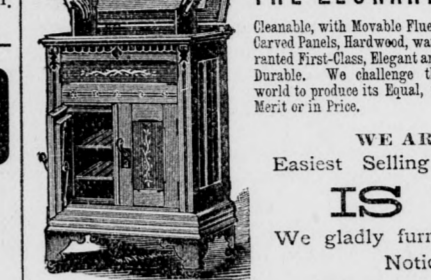 Cleanable, with Movable Flue
Carved Panels, Hardwood, wa
ranted First-Class, Elegant an
Durable. We challenge t
world to produce its Equal,
Merit or in Price.
WE AR
Easiest Selling
IS
We gladly furn
Notic